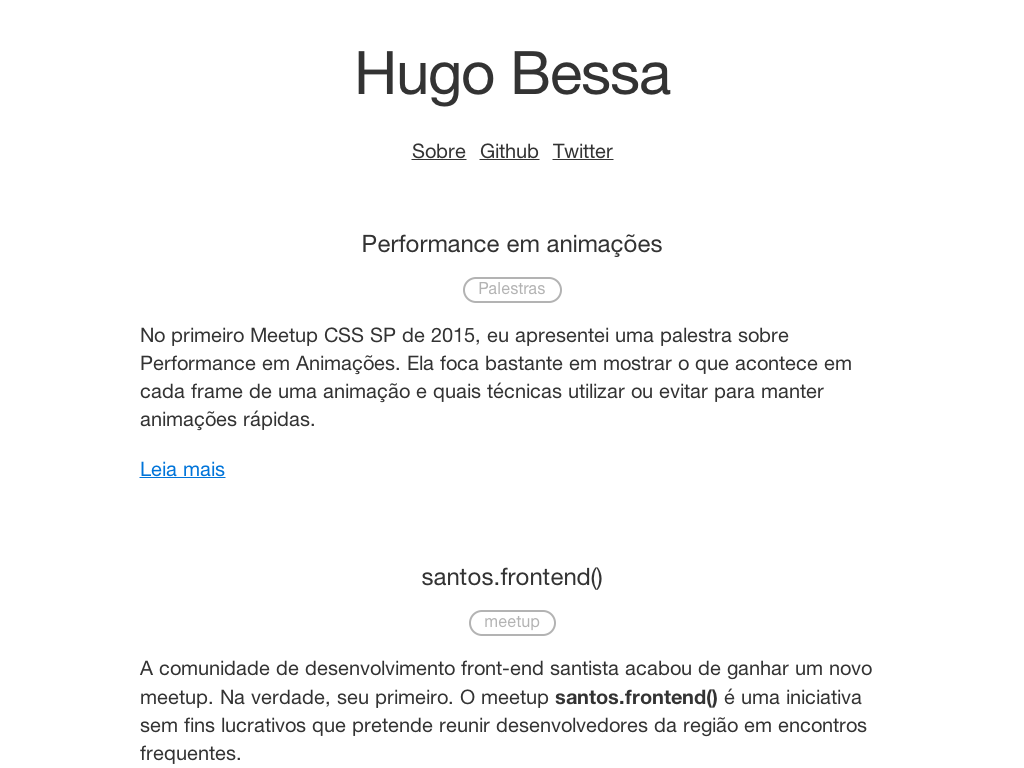 Hugo Bessa
Sobre Github Twitter
Performance em animações
Palestras
No primeiro Meetup CSS SP de 2015, eu apresentei uma palestra sobre
Performance em Animações. Ela foca bastante em mostrar o que acontece em
cada frame de uma animação e quais técnicas utilizar ou evitar para manter
animações rápidas.
Leia mais
santos.frontend()
meetup
A comunidade de desenvolvimento front-end santista acabou de ganhar um novo
meetup. Na verdade, seu primeiro. O meetup santos.frontend() é uma iniciativa
sem fins lucrativos que pretende reunir desenvolvedores da região em encontros
frequentes.